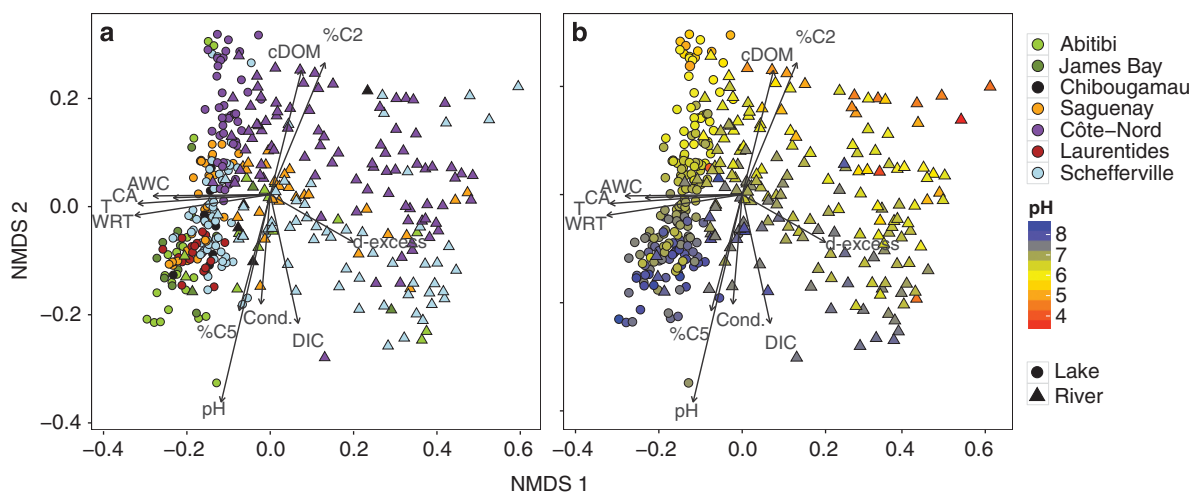 a
b
%C2
cDOM
AWC
CA
T
WRT
d-excess
%C5
Cond.
DIC
pH
%C2
cDOM
AWC
CA
T
WRT
d-excess
%C5
Cond.
DIC
pH
0.2
0.0
−0.2
−0.4
NMDS 2
−0.4 −0.2 0.0 0.2 0.4 0.6
−0.4 −0.2 0.0 0.2 0.4 0.6
NMDS 1
Abitibi
James Bay
Chibougamau
Saguenay
Côte−Nord
Laurentides
Schefferville
pH
8
7
6
5
4
Lake
River